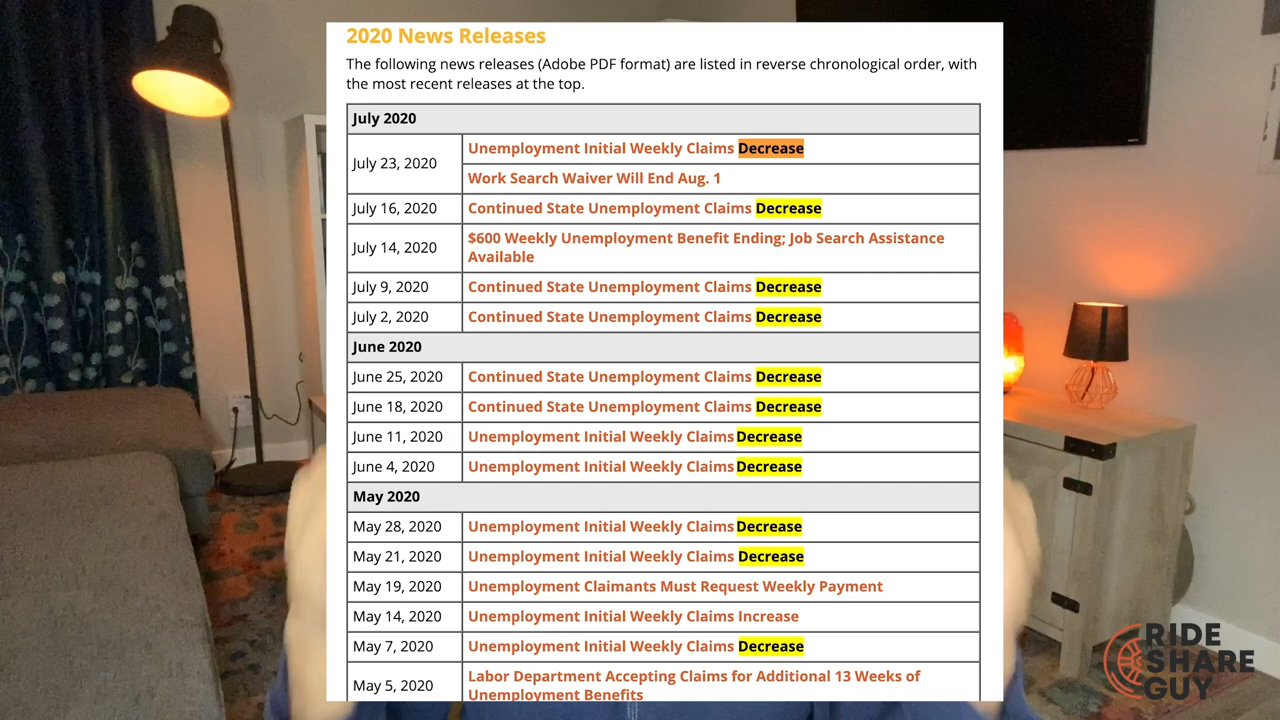 2020 News Releases
The following news releases (Adobe PDF format) are listed in reverse chronological order, with
the most recent releases at the top.
July 2020
July 23, 2020
Unemployment Initial Weekly Claims Decrease
Work Search Waiver Will End Aug. 1
July 16, 2020
Continued State Unemployment Claims Decrease
July 14, 2020
$600 Weekly Unemployment Benefit Ending; Job Search Assistance
Available
July 9, 2020
Continued State Unemployment Claims Decrease
July 2, 2020
Continued State Unemployment Claims Decrease
June 2020
June 25, 2020
Continued State Unemployment Claims Decrease
June 18, 2020
Continued State Unemployment Claims Decrease
June 11, 2020
Unemployment Initial Weekly Claims Decrease
June 4, 2020
Unemployment Initial Weekly Claims Decrease
May 2020
May 28, 2020
Unemployment Initial Weekly Claims Decrease
May 21, 2020
Unemployment Initial Weekly Claims Decrease
May 19, 2020
Unemployment Claimants Must Request Weekly Payment
May 14, 2020
Unemployment Initial Weekly Claims Increase
May 7, 2020
Unemployment Initial Weekly Claims Decrease
May 5, 2020
Labor Department Accepting Claims for Additional 13 Weeks of
Unemployment Benefits
RIDE
SHARE
GUY